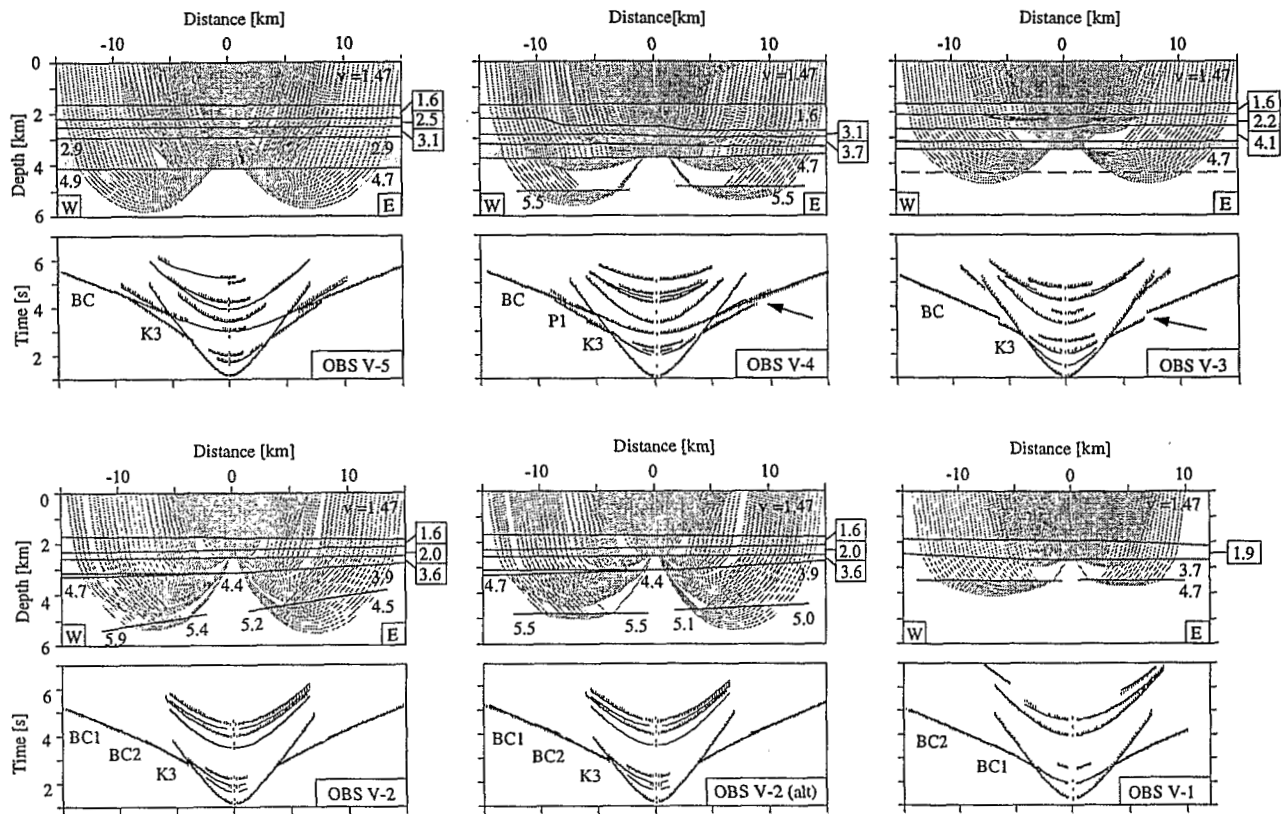 Distance [km]
Distance[km]
Distance [km]
-10 0 10
-10 0 10
-10 0 10
Depth [km]
0
2
4
6
v=1.47
1.6
2.5
3.1
2.9
2.9
4.9
4.7
W
E
v=1.47
1.6
3.1
3.7
4.7
5.5
5.5
W
E
v=1.47
1.6
2.2
4.1
4.7
W
E
Time [s]
6
4
2
BC
K3
OBS V-5
BC
P1
K3
OBS V-4
BC
K3
OBS V-3
Distance [km]
Distance [km]
Distance [km]
-10 0 10
-10 0 10
-10 0 10
Depth [km]
0
2
4
6
v=1.47
1.6
2.0
3.6
4.7
4.4
3.9
4.5
5.9
5.4
5.2
W
E
v=1.47
1.6
2.0
3.6
4.7
4.4
3.9
5.5
5.5
5.1
5.0
v=1.47
1.9
3.7
4.7
W
E
Time [s]
6
4
2
BC1
BC2
K3
OBS V-2
BC1
BC2
K3
OBS V-2 (alt)
BC2
BC1
OBS V-1